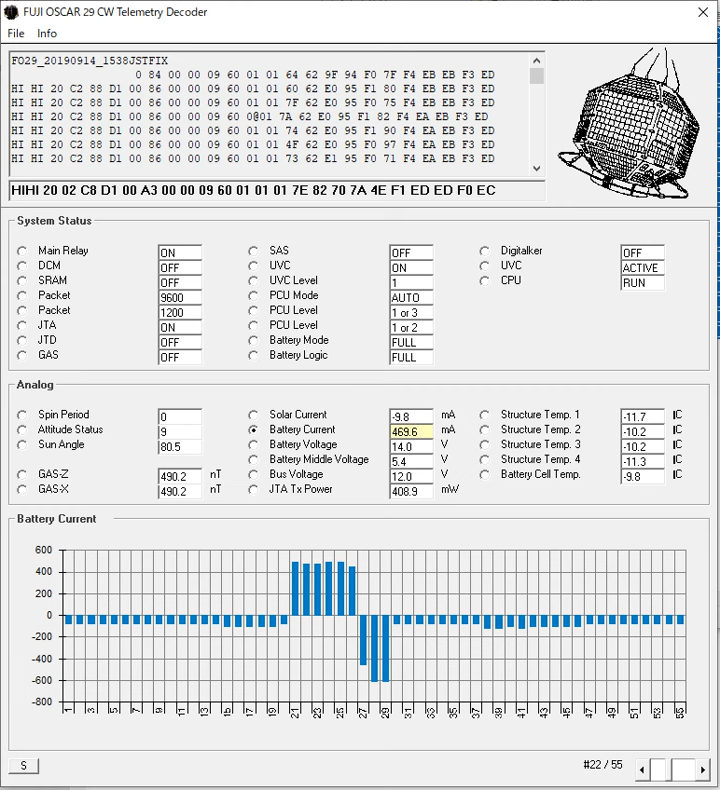 FUJI OSCAR 29 CW Telemetry Decoder
File Info
FO29_20190914_1538JSTFIX
0 84 00 00 09 60 01 01 64 62 9F 94 F0 7F F4 EB EB F3 ED
HI HI 20 C2 88 D1 00 86 00 00 09 60 01 01 60 62 E0 95 F1 80 F4 EB EB F3 ED
HI HI 20 C2 88 D1 00 86 00 00 09 60 01 01 7F 62 E0 95 F0 75 F4 EB EB F3 ED
HI HI 20 C2 88 D1 00 86 00 00 09 60 0@01 7A 62 E0 95 F1 82 F4 EA EB F3 ED
HI HI 20 C2 88 D1 00 86 00 00 09 60 01 01 74 62 E0 95 F1 90 F4 EA EB F3 ED
HI HI 20 C2 88 D1 00 86 00 00 09 60 01 01 4F 62 E0 95 F0 97 F4 EA EB F3 ED
HI HI 20 C2 88 D1 00 86 00 00 09 60 01 01 73 62 E1 95 F0 71 F4 EA EB F3 ED
HIHI 20 02 C8 D1 00 A3 00 00 09 60 01 01 01 7E 82 70 7A 4E F1 ED ED F0 EC
System Status
Main Relay ON SAS OFF Digitalker OFF
DCM OFF UVC ON UVC ACTIVE
SRAM OFF UVC Level 1 CPU RUN
Packet 9600 PCU Mode AUTO
Packet 1200 PCU Level 1 or 3
JTA ON PCU Level 1 or 2
JTD OFF Battery Mode FULL
GAS OFF Battery Logic FULL
Analog
Spin Period 0 Solar Current -9.8 mA Structure Temp. 1 -11.7 ｡C
Attitude Status 9 Battery Current 469.6 mA Structure Temp. 2 -10.2 ｡C
Sun Angle 80.5 Battery Voltage 14.0 V Structure Temp. 3 -10.2 ｡C
Battery Middle Voltage 5.4 V Structure Temp. 4 -11.3 ｡C
GAS-Z 490.2 nT Bus Voltage 12.0 V Battery Cell Temp. -9.8 ｡C
GAS-X 490.2 nT JTA Tx Power 408.9 mW
Battery Current
600
400
200
0
-200
-400
-600
-800
1 3 5 7 9 11 13 15 17 19 21 23 25 27 29 31 33 35 37 39 41 43 45 47 49 51 53 55
S #22 / 55